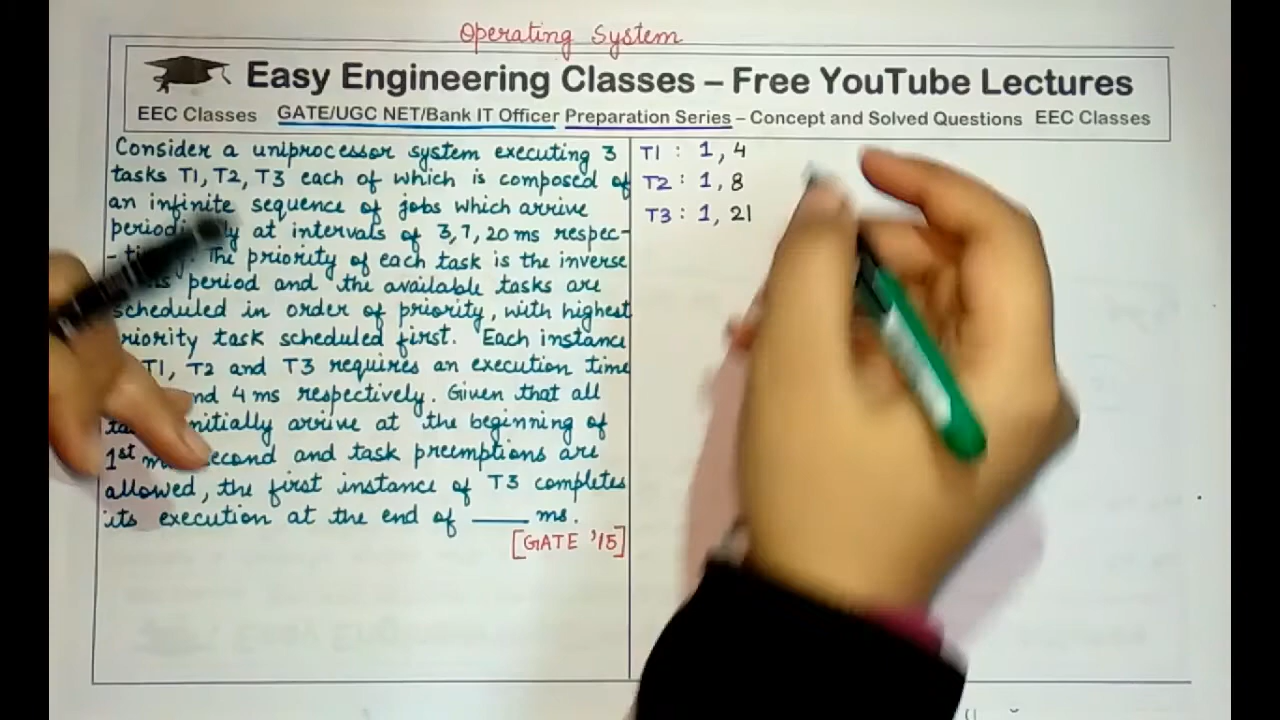 Operating System
Easy Engineering Classes – Free YouTube Lectures
EEC Classes GATE/UGC NET/Bank IT Officer Preparation Series – Concept and Solved Questions EEC Classes
Consider a uniprocessor system executing 3
tasks T1, T2, T3 each of which is composed of
an infinite sequence of jobs which arrive
at intervals of 3, 7, 20 ms respec-
The priority of each task is the inverse
period and the available tasks are
scheduled in order of priority, with highest
priority task scheduled first. Each instance
T1, T2 and T3 requires an execution time
4 ms respectively. Given that all
initially arrive at the beginning of
1st and task preemptions are
allowed, the first instance of T3 completes
its execution at the end of ____ ms.
[GATE '15]
T1 : 1, 4
T2 : 1, 8
T3 : 1, 21